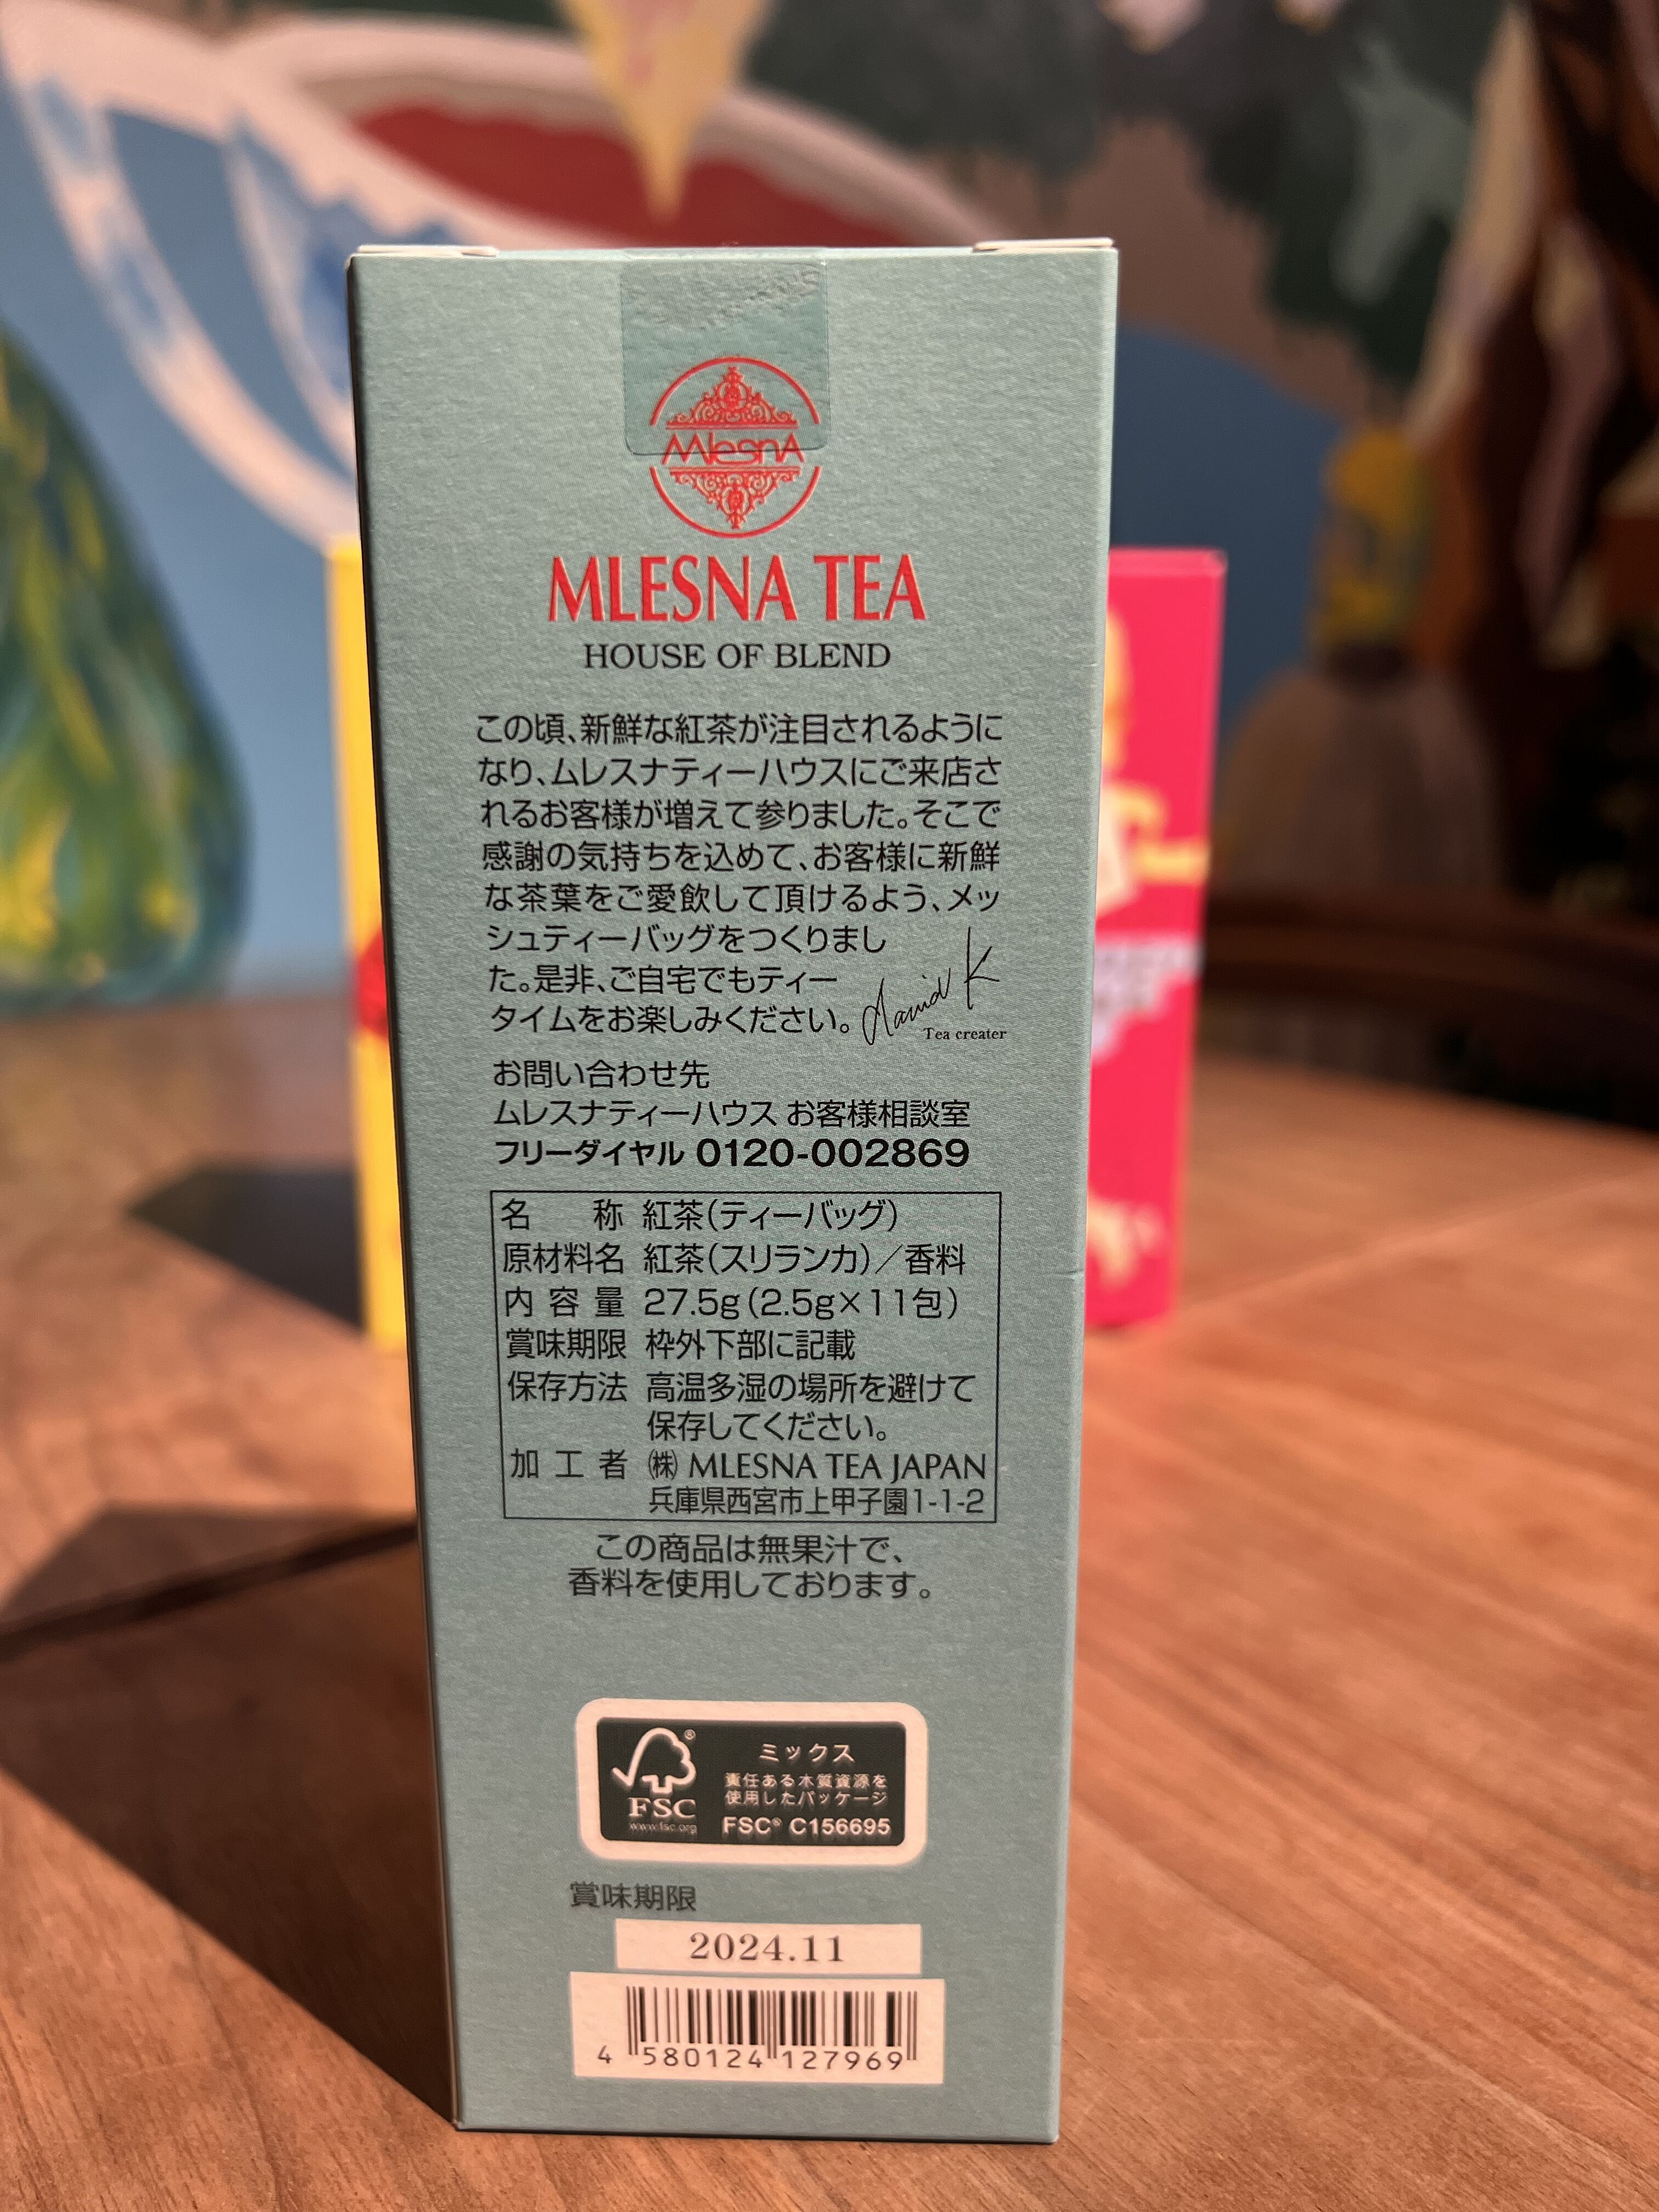 MlesnA
MLESNA TEA
HOUSE OF BLEND
この頃、新鮮な紅茶が注目されるように
なり、ムレスナティーハウスにご来店さ
れるお客様が増えて参りました。そこで
感謝の気持ちを込めて、お客様に新鮮
な茶葉をご愛飲して頂けるよう、メッ
シュティーバッグをつくりまし
た。是非、ご自宅でもティー
タイムをお楽しみください。
David K
Tea creater
お問い合わせ先
ムレスナティーハウス お客様相談室
フリーダイヤル 0120-002869
名 称 紅茶(ティーバッグ)
原材料名 紅茶(スリランカ)/香料
内容量 27.5g(2.5g×11包)
賞味期限 枠外下部に記載
保存方法 高温多湿の場所を避けて
保存してください。
加工者 ㈱ MLESNA TEA JAPAN
兵庫県西宮市上甲子園1-1-2
この商品は無果汁で、
香料を使用しております。
ミックス
責任ある木質資源を
使用したパッケージ
FSC® C156695
®
FSC
www.fsc.org
賞味期限
2024.11
4 580124 127969